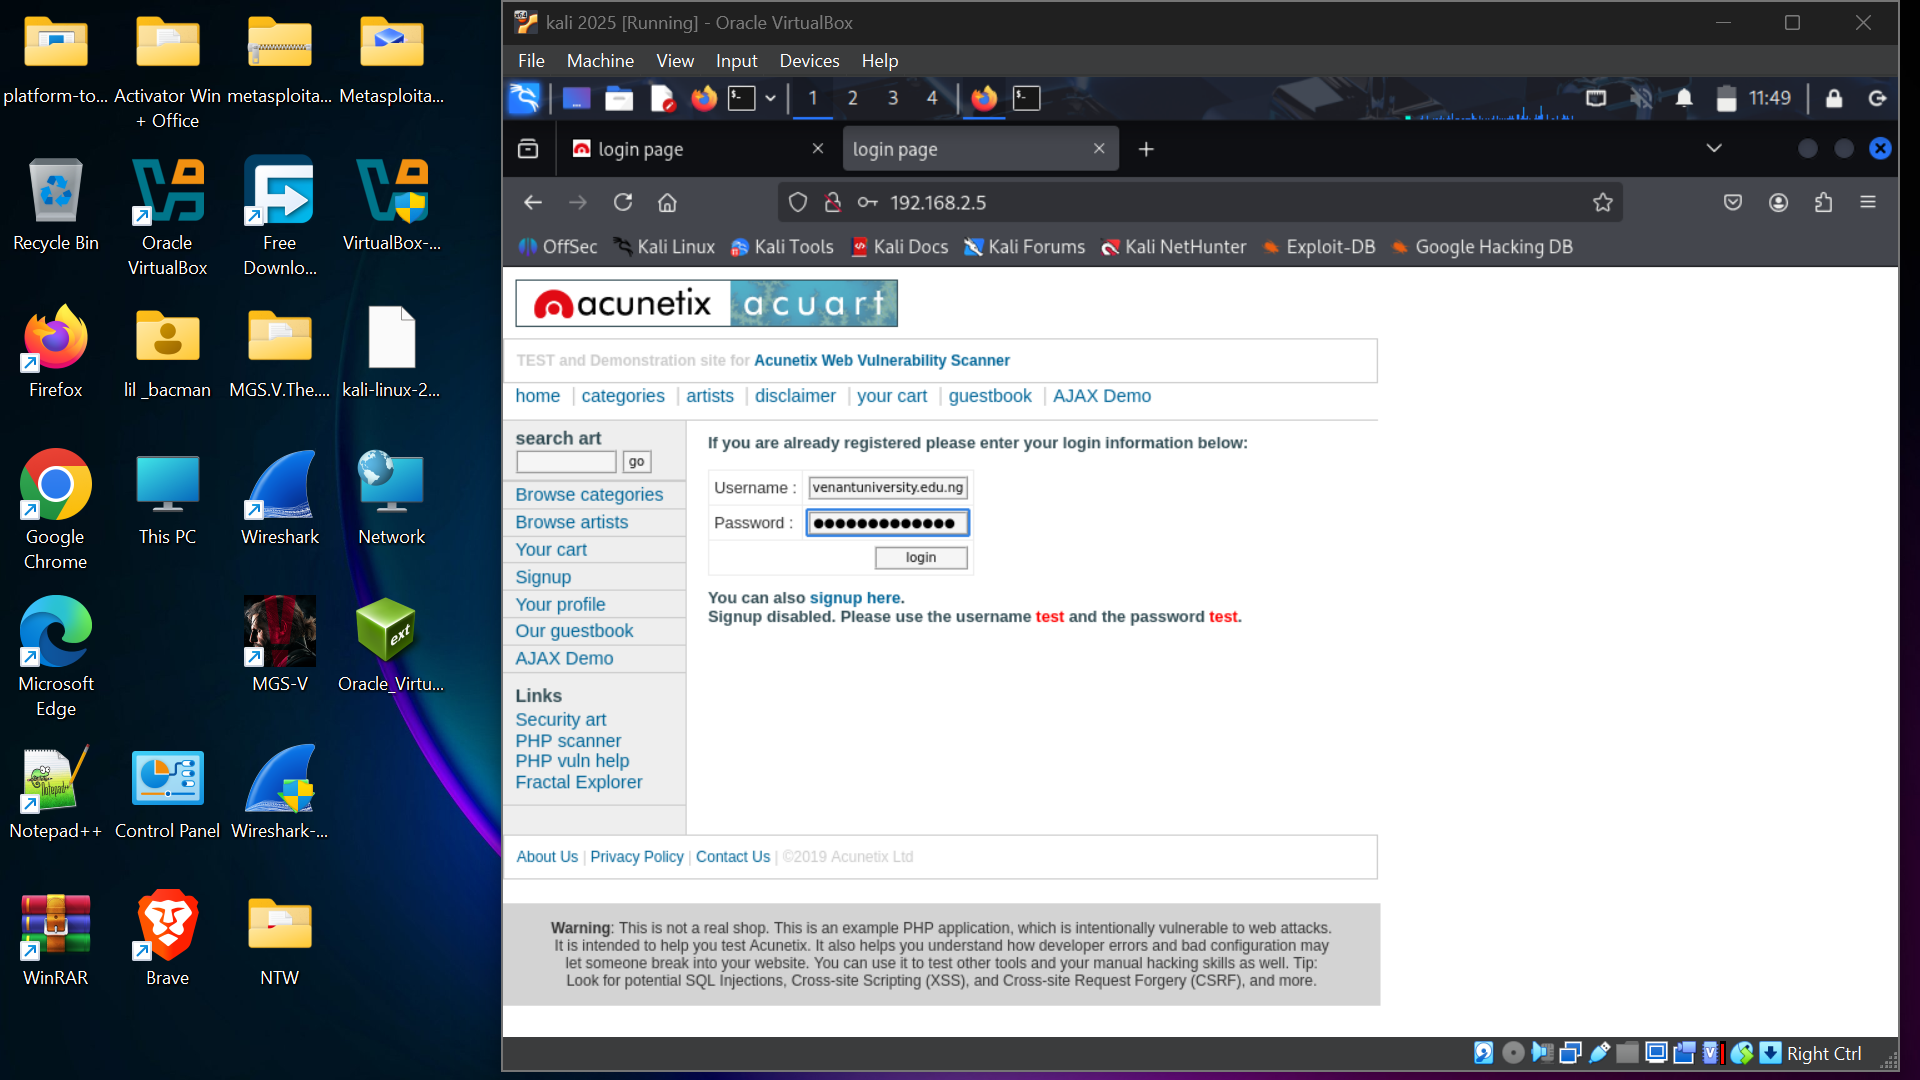 platform-to...
Activator Win + Office
metasploita...
Metasploita...
Recycle Bin
Oracle VirtualBox
Free Downlo...
VirtualBox-...
Firefox
lil _bacman
MGS.V.The....
kali-linux-2...
Google Chrome
This PC
Wireshark
Network
Microsoft Edge
MGS-V
ext
Oracle_Virtu...
Notepad++
Control Panel
Wireshark-...
WinRAR
Brave
NTW
kali 2025 [Running] - Oracle VirtualBox
File Machine View Input Devices Help
1 2 3 4 11:49
login page
login page
192.168.2.5
OffSec Kali Linux Kali Tools Kali Docs Kali Forums Kali NetHunter Exploit-DB Google Hacking DB
acunetix acuart
TEST and Demonstration site for Acunetix Web Vulnerability Scanner
home | categories | artists | disclaimer | your cart | guestbook | AJAX Demo
search art
go
Browse categories
Browse artists
Your cart
Signup
Your profile
Our guestbook
AJAX Demo
Links
Security art
PHP scanner
PHP vuln help
Fractal Explorer
If you are already registered please enter your login information below:
Username : venantuniversity.edu.ng
Password : ●●●●●●●●●●●●●
login
You can also signup here.
Signup disabled. Please use the username test and the password test.
About Us | Privacy Policy | Contact Us | ©2019 Acunetix Ltd
Warning: This is not a real shop. This is an example PHP application, which is intentionally vulnerable to web attacks.
It is intended to help you test Acunetix. It also helps you understand how developer errors and bad configuration may
let someone break into your website. You can use it to test other tools and your manual hacking skills as well. Tip:
Look for potential SQL Injections, Cross-site Scripting (XSS), and Cross-site Request Forgery (CSRF), and more.
Right Ctrl